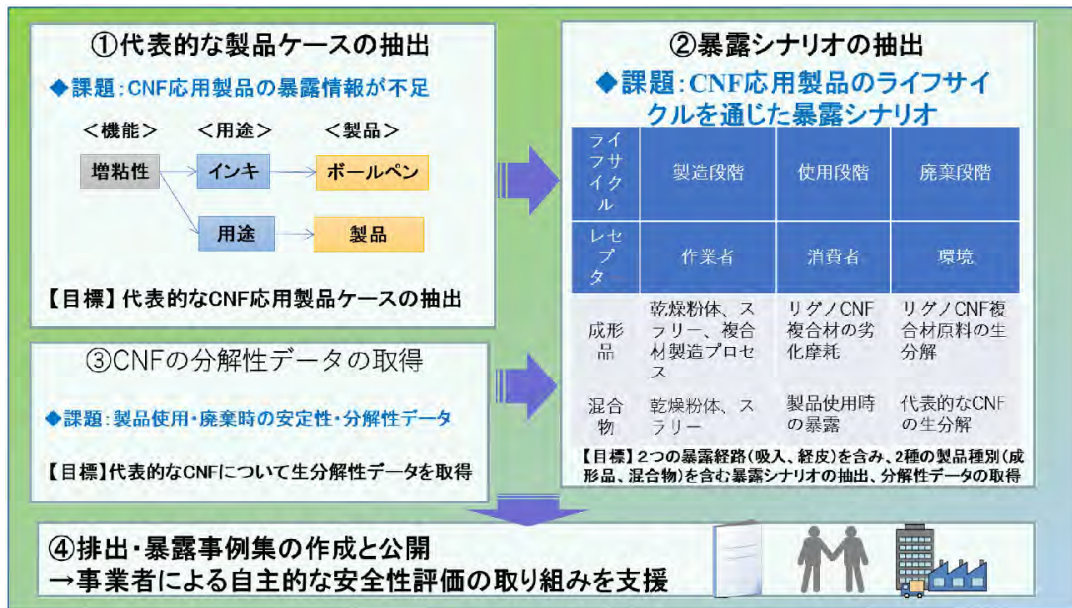 ①代表的な製品ケースの抽出
◆課題:CNF応用製品の暴露情報が不足
<機能> <用途> <製品>
増粘性 インキ ボールペン
用途 製品
【目標】代表的なCNF応用製品ケースの抽出
②暴露シナリオの抽出
◆課題:CNF応用製品のライフサイ
クルを通じた暴露シナリオ
ライ
フサ
イク
ル
製造段階
使用段階
廃棄段階
レセ
プ
タ
作業者
消費者
環境
成形
品
乾燥粉体、ス
ラリー、複合
材製造プロセ
ス
リグノCNF
複合材の劣
化摩耗
リグノCNF複
合材原料の生
分解
混合
物
乾燥粉体、ス
ラリー
製品使用時
の暴露
代表的なCNF
の生分解
【目標】2つの暴露経路(吸入、経皮)を含み、2種の製品種別(成
形品、混合物)を含む暴露シナリオの抽出、分解性データの取得
③CNFの分解性データの取得
◆課題:製品使用・廃棄時の安定性・分解性データ
【目標】代表的なCNFについて生分解性データを取得
④排出・暴露事例集の作成と公開
→事業者による自主的な安全性評価の取り組みを支援